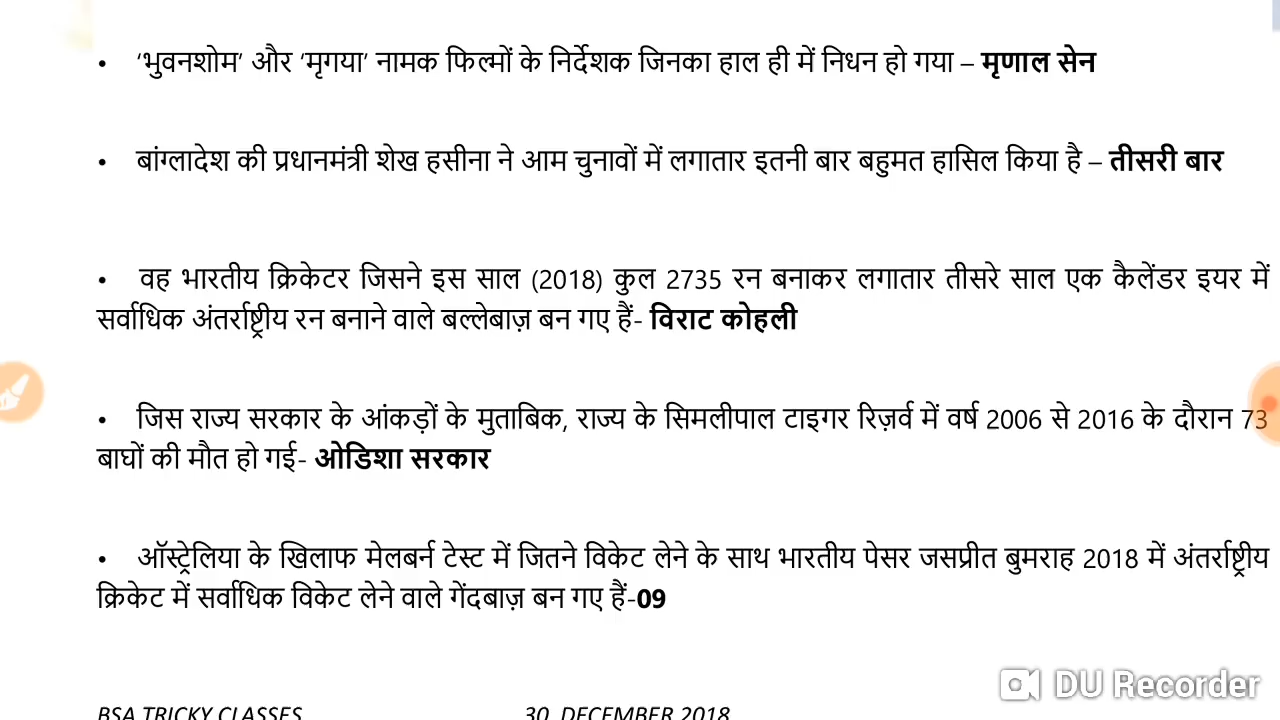 • ‘भुवनशोम’ और ‘मृगया’ नामक फिल्मों के निर्देशक जिनका हाल ही में निधन हो गया – मृणाल सेन
• बांग्लादेश की प्रधानमंत्री शेख हसीना ने आम चुनावों में लगातार इतनी बार बहुमत हासिल किया है – तीसरी बार
• वह भारतीय क्रिकेटर जिसने इस साल (2018) कुल 2735 रन बनाकर लगातार तीसरे साल एक कैलेंडर इयर में
सर्वाधिक अंतर्राष्ट्रीय रन बनाने वाले बल्लेबाज़ बन गए हैं- विराट कोहली
• जिस राज्य सरकार के आंकड़ों के मुताबिक, राज्य के सिमलीपाल टाइगर रिज़र्व में वर्ष 2006 से 2016 के दौरान 73
बाघों की मौत हो गई- ओडिशा सरकार
• ऑस्ट्रेलिया के खिलाफ मेलबर्न टेस्ट में जितने विकेट लेने के साथ भारतीय पेसर जसप्रीत बुमराह 2018 में अंतर्राष्ट्रीय
क्रिकेट में सर्वाधिक विकेट लेने वाले गेंदबाज़ बन गए हैं-09
DU Recorder
BSA TRICKY CLASSES 30 DECEMBER 2018